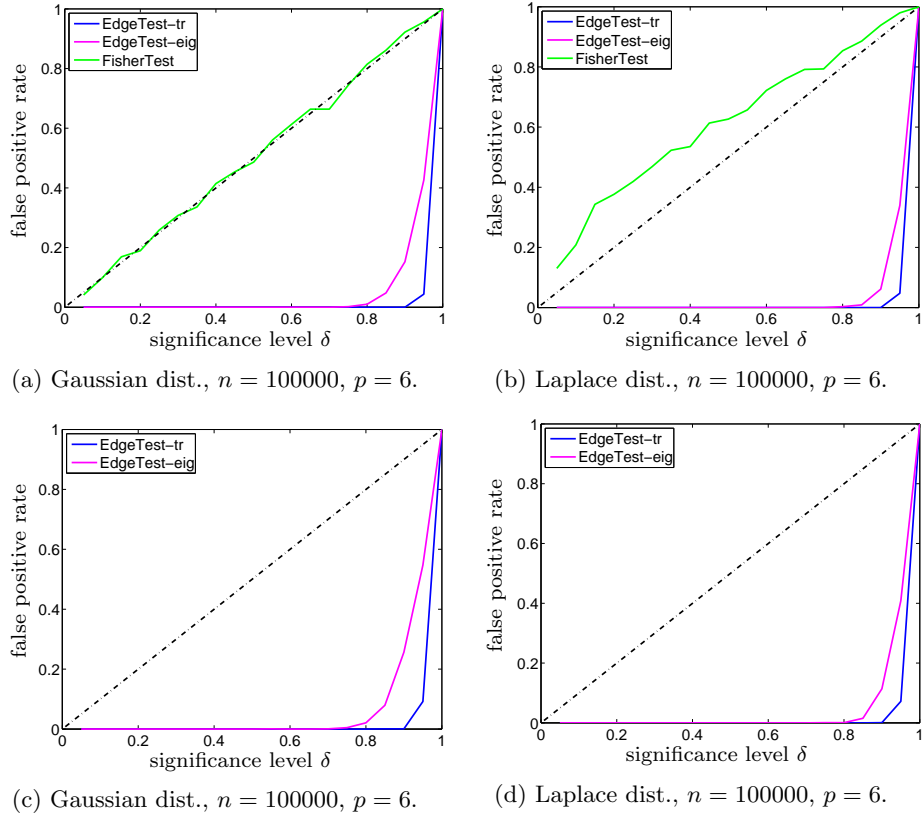 EdgeTest−tr
EdgeTest−eig
FisherTest
false positive rate
1
0.8
0.6
0.4
0.2
0
0 0.2 0.4 0.6 0.8 1
significance level δ
(a) Gaussian dist., n = 100000, p = 6.
EdgeTest−tr
EdgeTest−eig
FisherTest
false positive rate
1
0.8
0.6
0.4
0.2
0
0 0.2 0.4 0.6 0.8 1
significance level δ
(b) Laplace dist., n = 100000, p = 6.
EdgeTest−tr
EdgeTest−eig
false positive rate
1
0.8
0.6
0.4
0.2
0
0 0.2 0.4 0.6 0.8 1
significance level δ
(c) Gaussian dist., n = 100000, p = 6.
EdgeTest−tr
EdgeTest−eig
false positive rate
1
0.8
0.6
0.4
0.2
0
0 0.2 0.4 0.6 0.8 1
significance level δ
(d) Laplace dist., n = 100000, p = 6.